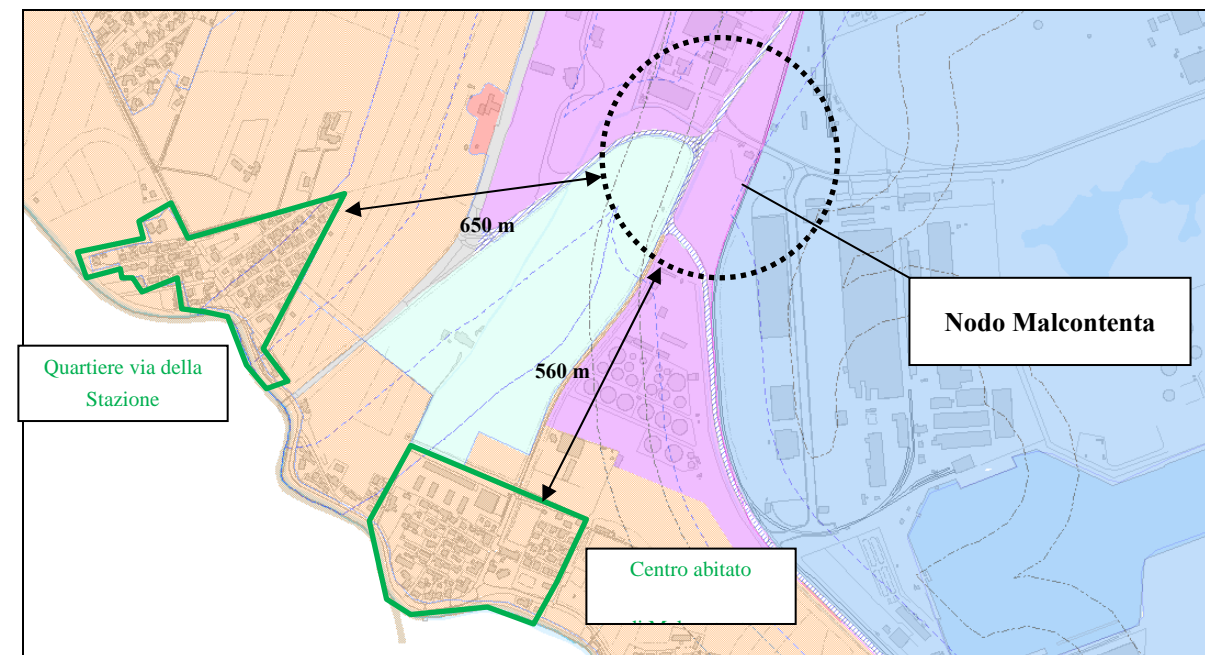 650 m
Nodo Malcontenta
Quartiere via della
Stazione
560 m
Centro abitato